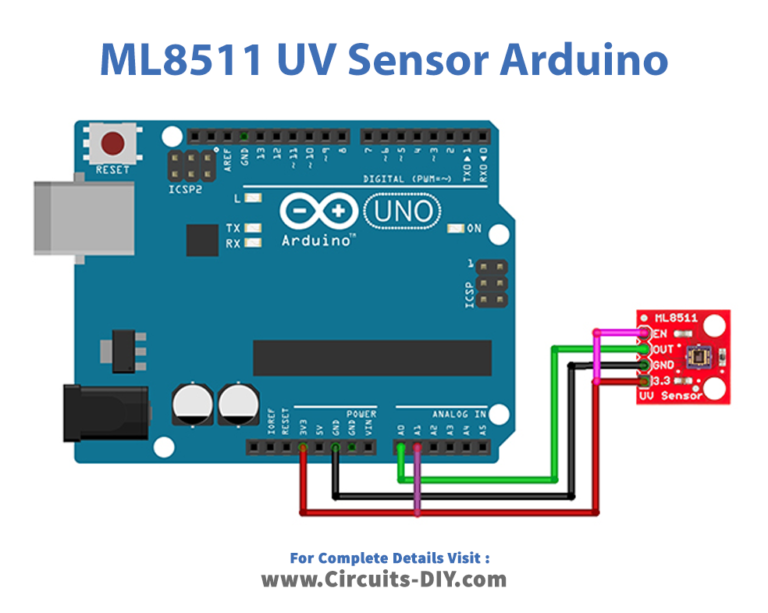 ML8511 UV Sensor Arduino
RESET
ICSP2
AREF
GND
13
12
~11
~10
~9
8
7
~6
~5
4
~3
2
TX0▶1
RX0◀0
DIGITAL (PWM=~)
L
TX
RX
UNO
Arduino™
ON
1
ICSP
ML8511
EN
OUT
GND
3.3
UV Sensor
POWER
ANALOG IN
IOREF
RESET
3V3
5V
GND
GND
VIN
A0
A1
A2
A3
A4
A5
For Complete Details Visit :
www.Circuits-DIY.com